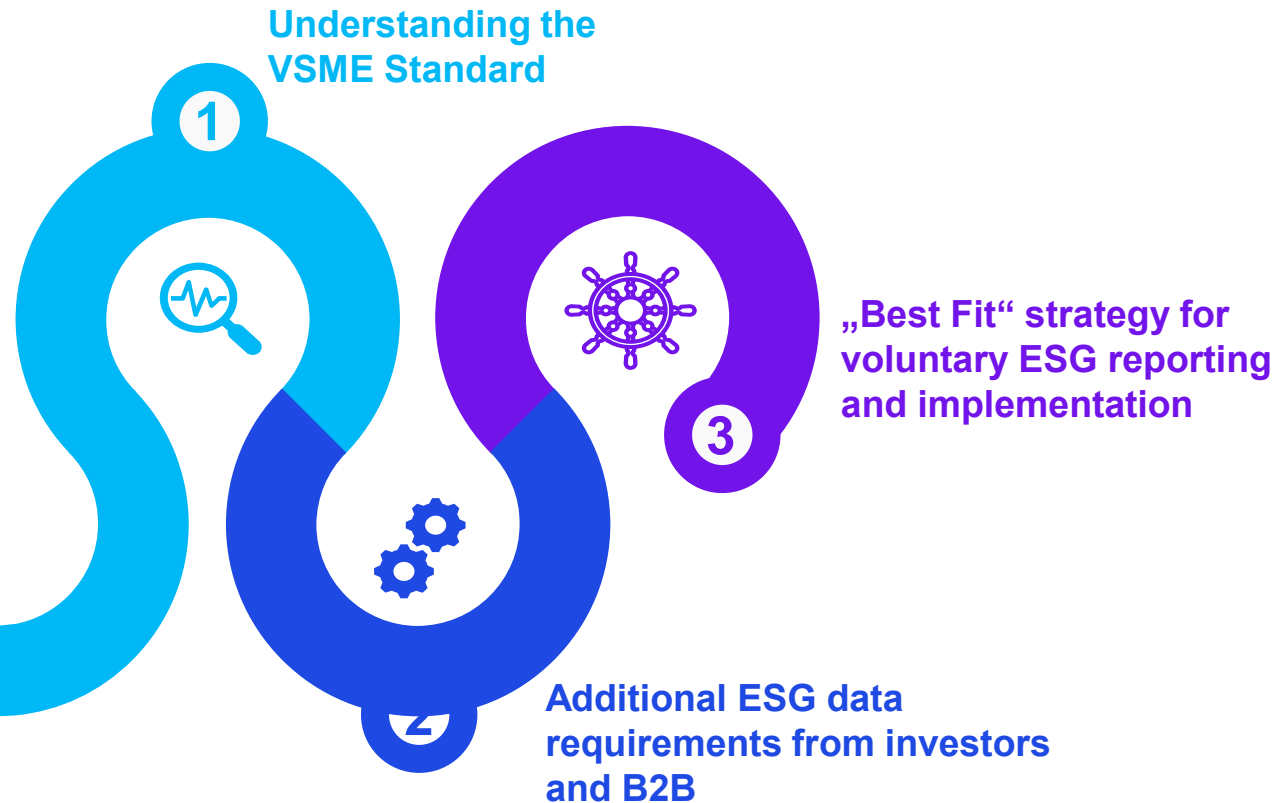 Understanding the
VSME Standard
1
„Best Fit“ strategy for
voluntary ESG reporting
and implementation
3
2
Additional ESG data
requirements from investors
and B2B